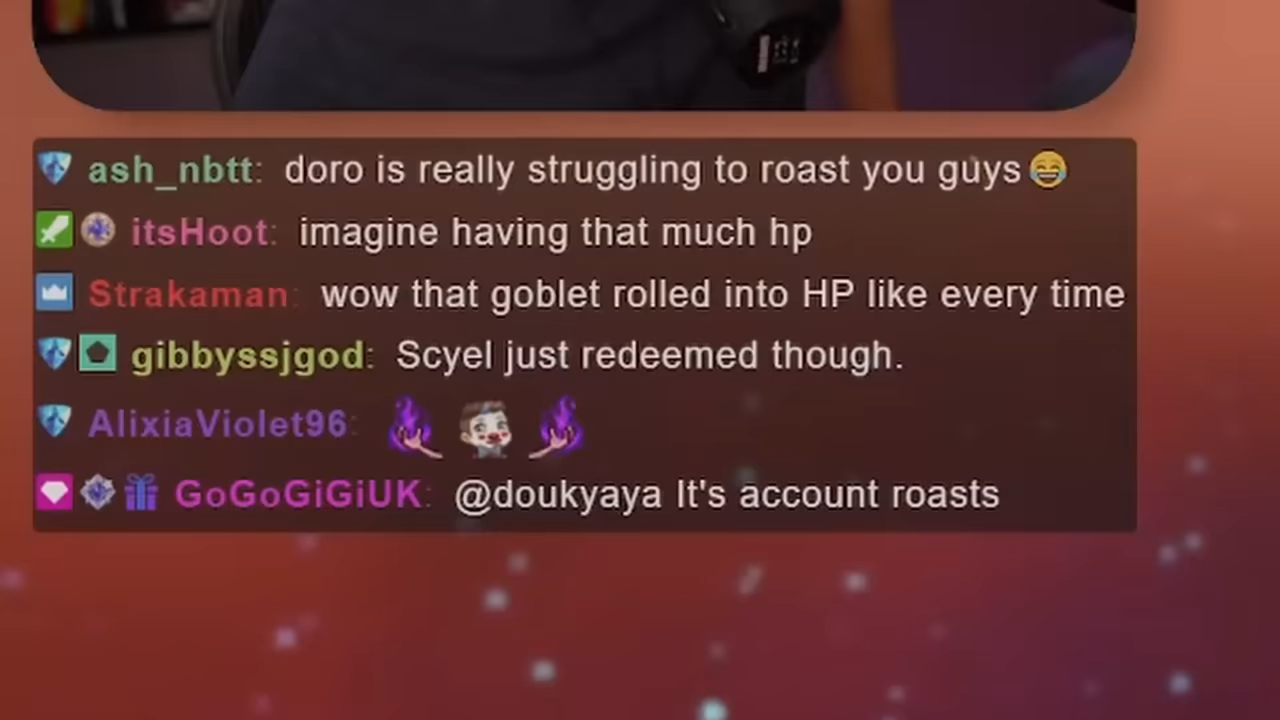 ash_nbtt: doro is really struggling to roast you guys😂
itsHoot: imagine having that much hp
Strakaman: wow that goblet rolled into HP like every time
gibbyssjgod: Scyel just redeemed though.
AlixiaViolet96:
GoGoGiGiUK: @doukyaya It's account roasts